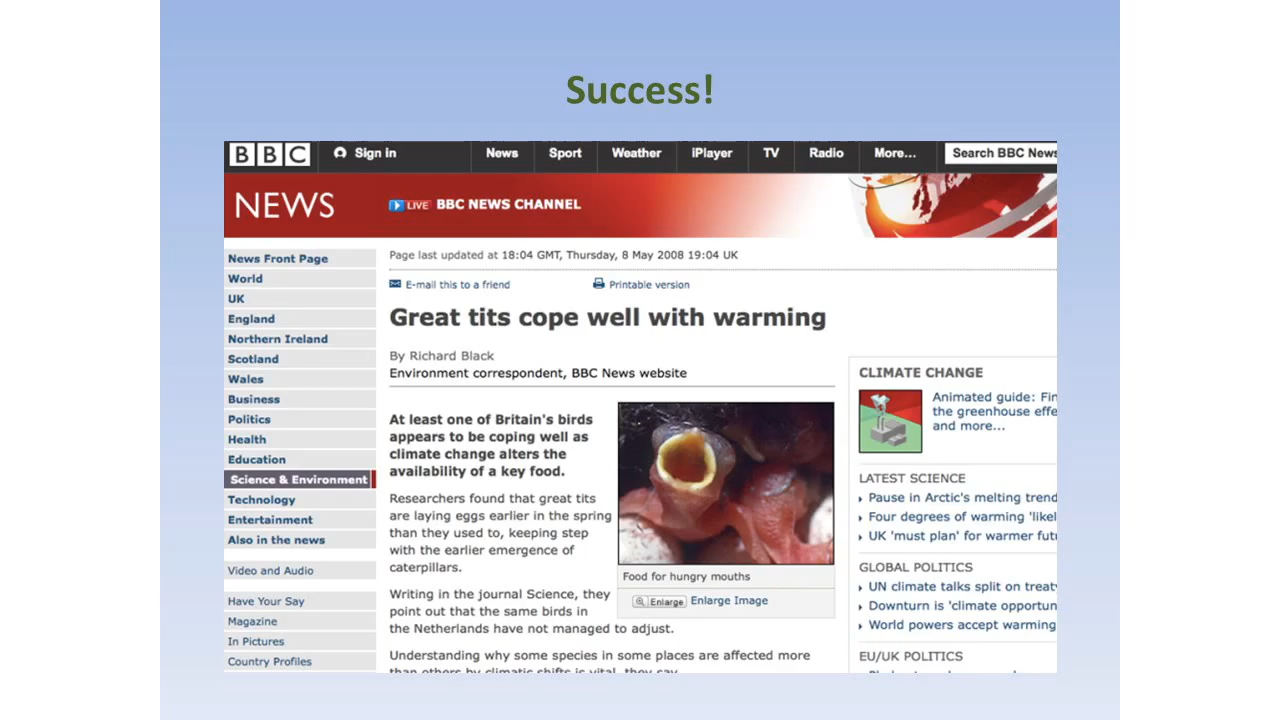 Success!
BBC Sign in News Sport Weather iPlayer TV Radio More... Search BBC News
NEWS LIVE BBC NEWS CHANNEL
News Front Page
World
UK
England
Northern Ireland
Scotland
Wales
Business
Politics
Health
Education
Science & Environment
Technology
Entertainment
Also in the news
Video and Audio
Have Your Say
Magazine
In Pictures
Country Profiles
Page last updated at 18:04 GMT, Thursday, 8 May 2008 19:04 UK
E-mail this to a friend Printable version
Great tits cope well with warming
By Richard Black
Environment correspondent, BBC News website
At least one of Britain's birds
appears to be coping well as
climate change alters the
availability of a key food.
Researchers found that great tits
are laying eggs earlier in the spring
than they used to, keeping step
with the earlier emergence of
caterpillars.
Writing in the journal Science, they
point out that the same birds in
the Netherlands have not managed to adjust.
Understanding why some species in some places are affected more
than others by climatic shifts is vital, they say.
Food for hungry mouths
Enlarge Enlarge Image
CLIMATE CHANGE
Animated guide:
the greenhouse
and more...
LATEST SCIENCE
Pause in Arctic's melting trend
Four degrees of warming
UK 'must plan' for warmer
GLOBAL POLITICS
UN climate talks split on
Downturn is 'climate
World powers accept warming
EU/UK POLITICS